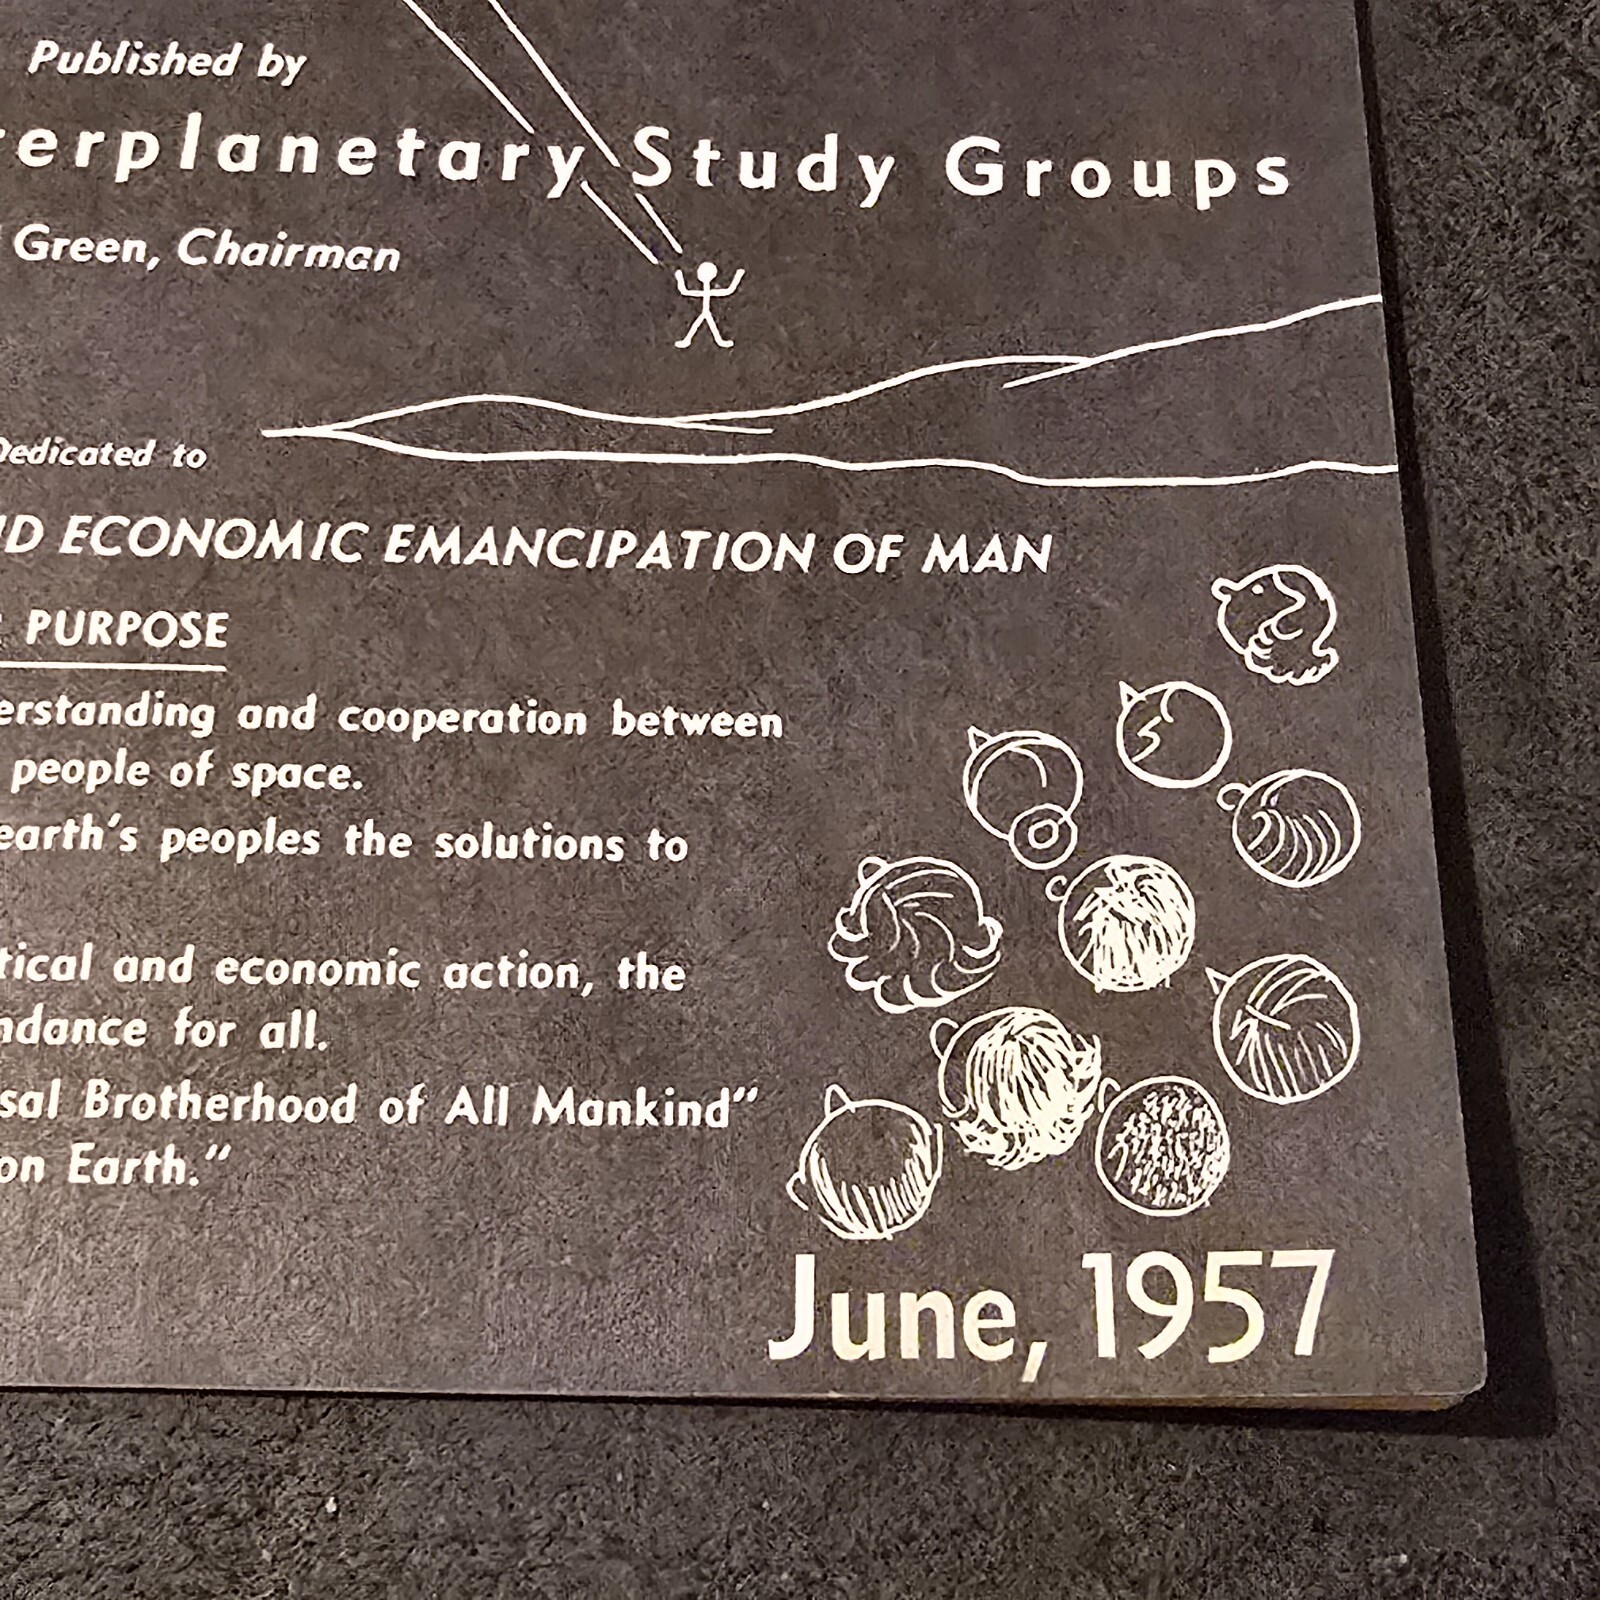 Published by
erplanetary Study Groups
Green, Chairman
Dedicated to
ND ECONOMIC EMANCIPATION OF MAN
PURPOSE
erstanding and cooperation between
people of space.
earth's peoples the solutions to
tical and economic action, the
ndance for all.
sal Brotherhood of All Mankind"
on Earth."
June, 1957